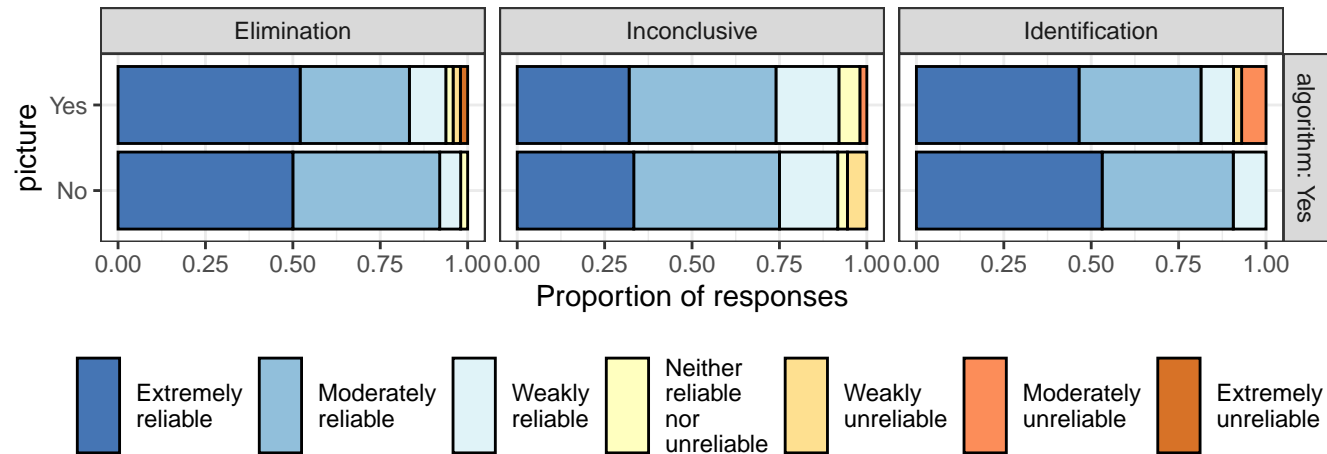 Elimination
Inconclusive
Identification
picture
Yes
No
algorithm: Yes
0.00 0.25 0.50 0.75 1.00
0.00 0.25 0.50 0.75 1.00
0.00 0.25 0.50 0.75 1.00
Proportion of responses
Extremely
reliable
Moderately
reliable
Weakly
reliable
Neither
reliable
nor
unreliable
Weakly
unreliable
Moderately
unreliable
Extremely
unreliable